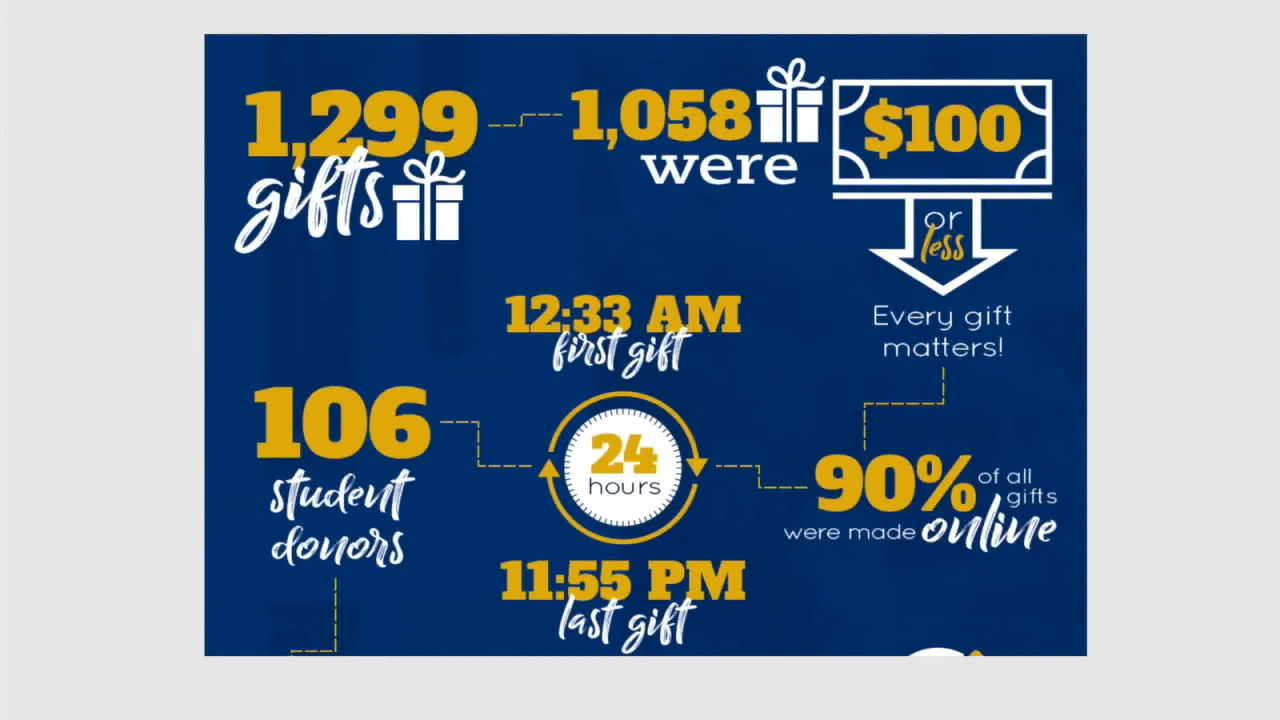 1,299
gifts
1,058
were
$100
or
less
Every gift
matters!
12:33 AM
first gift
106
student
donors
24
hours
90% of all
gifts
were made online
11:55 PM
last gift